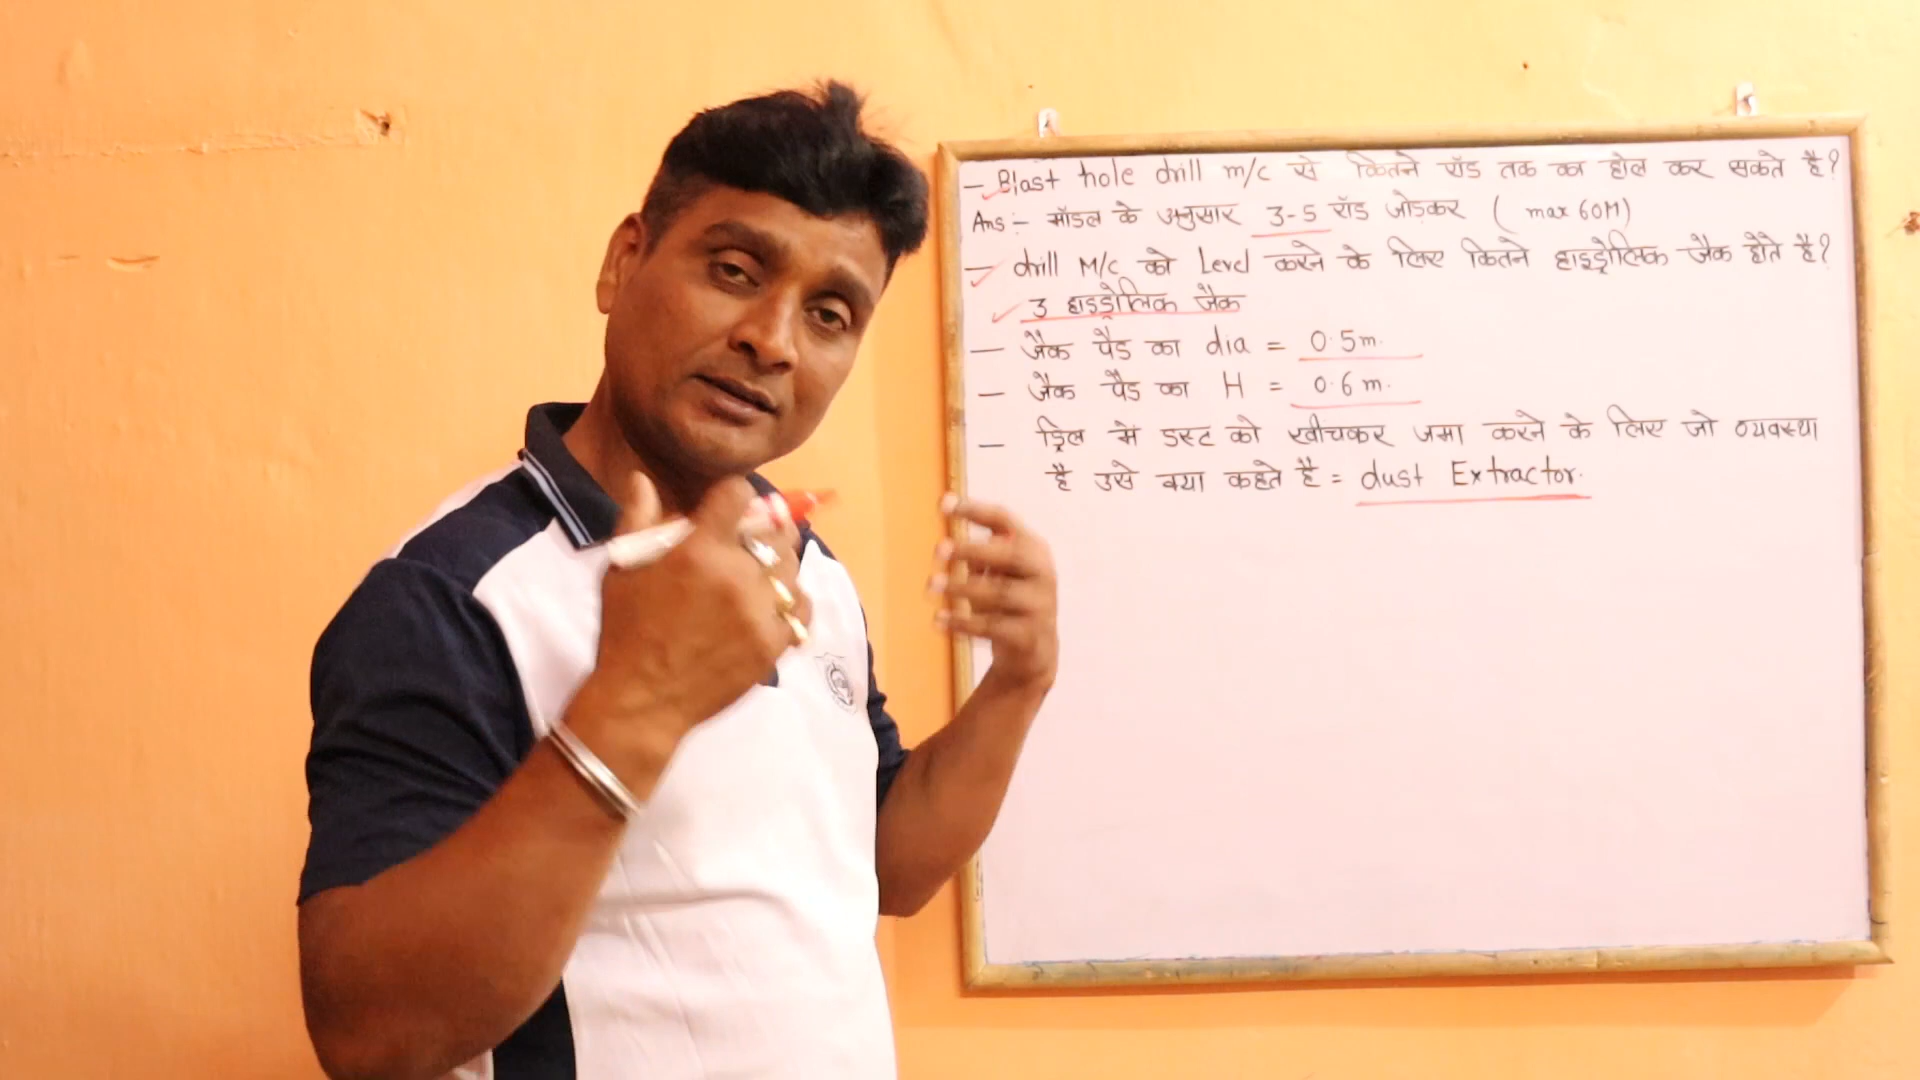 – Blast hole drill m/c से कितने रॉड तक का होल कर सकते है?
Ans:– मॉडल के अनुसार 3-5 रॉड जोड़कर ( max 60M)
– drill M/c को Level करने के लिए कितने हाइड्रोलिक जैक होते है?
3 हाइड्रोलिक जैक
– जैक पैड का dia = 0.5m.
– जैक पैड का H = 0.6 m.
– ड्रिल मे डस्ट को खीचकर जमा करने के लिए जो व्यवस्था
है उसे क्या कहते है = dust Extractor.